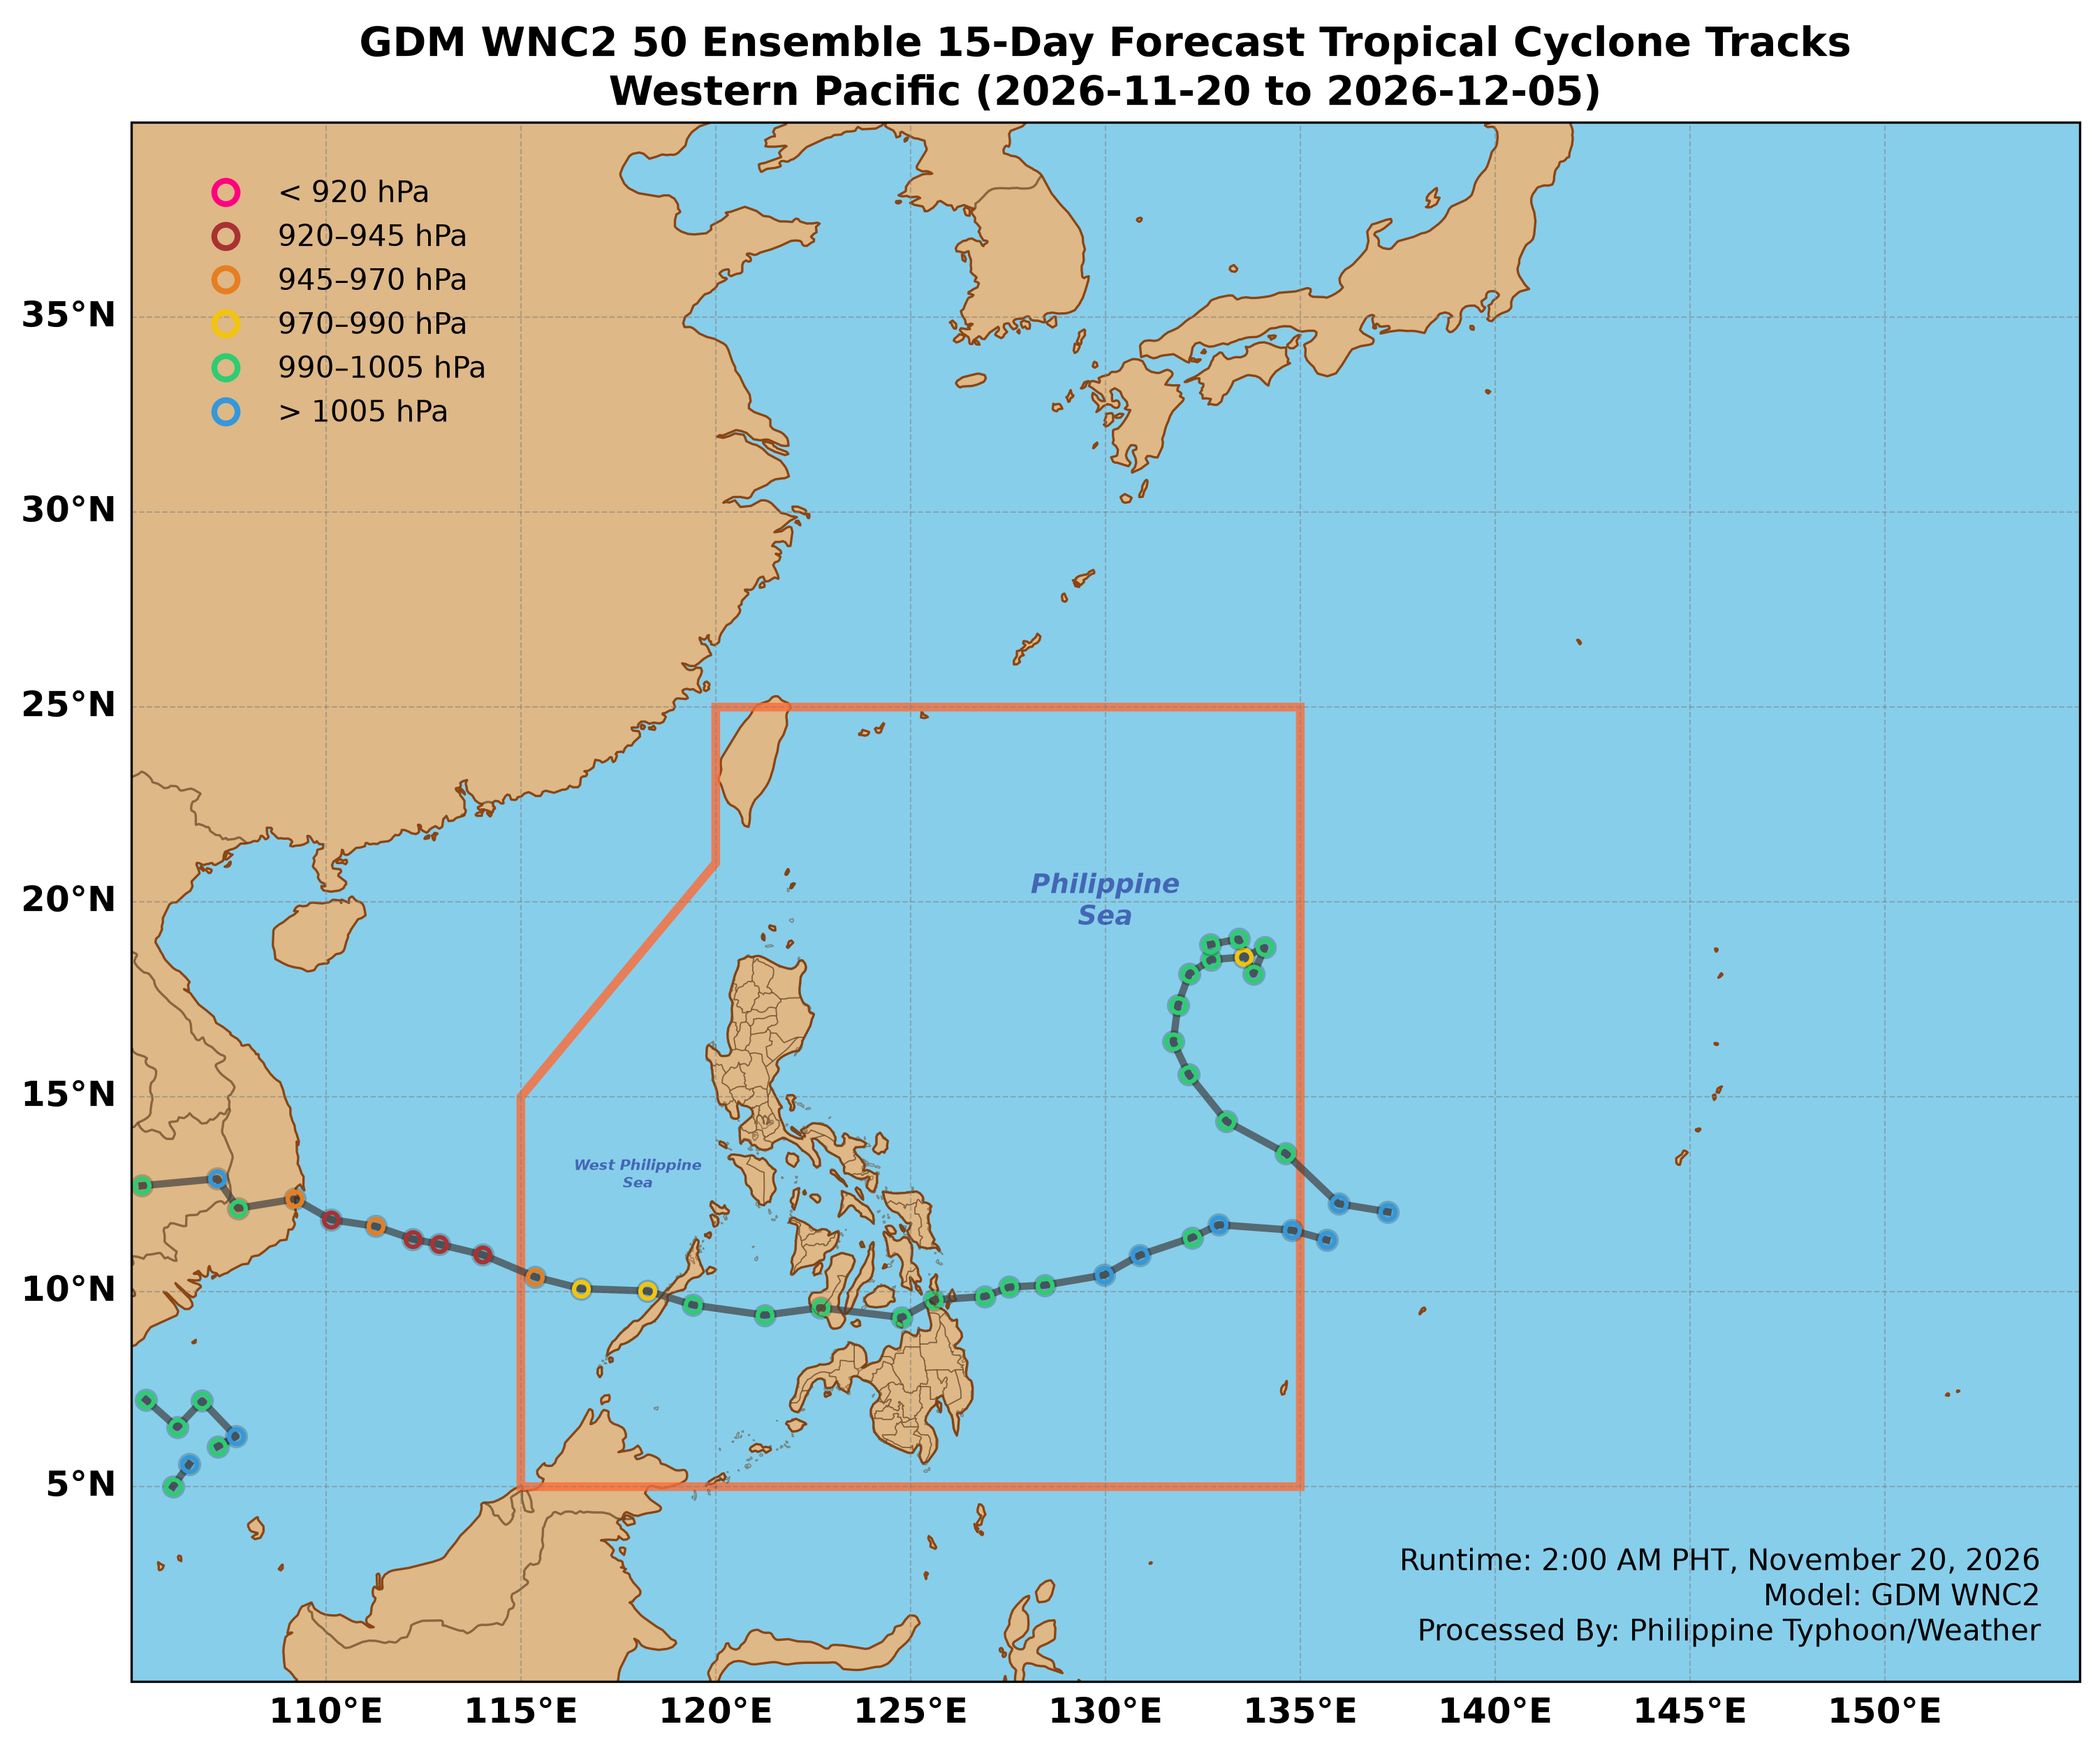 GDM WNC2 50 Ensemble 15-Day Forecast Tropical Cyclone Tracks
Western Pacific (2026-11-20 to 2026-12-05)
< 920 hPa
920–945 hPa
945–970 hPa
970–990 hPa
990–1005 hPa
> 1005 hPa
35°N
30°N
25°N
20°N
15°N
10°N
5°N
Philippine
Sea
West Philippine
Sea
Runtime: 2:00 AM PHT, November 20, 2026
Model: GDM WNC2
Processed By: Philippine Typhoon/Weather
110°E
115°E
120°E
125°E
130°E
135°E
140°E
145°E
150°E